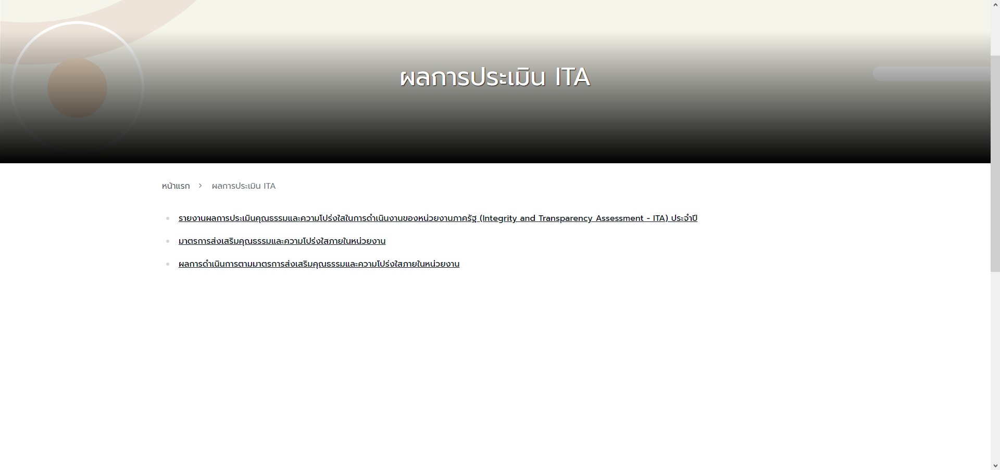 ผลการประเมิน ITA
หน้าแรก > ผลการประเมิน ITA
รายงานผลการประเมินคุณธรรมและความโปร่งใสในการดำเนินงานของหน่วยงานภาครัฐ (Integrity and Transparency Assessment - ITA) ประจำปี
มาตรการส่งเสริมคุณธรรมและความโปร่งใสภายในหน่วยงาน
ผลการดำเนินการตามมาตรการส่งเสริมคุณธรรมและความโปร่งใสภายในหน่วยงาน